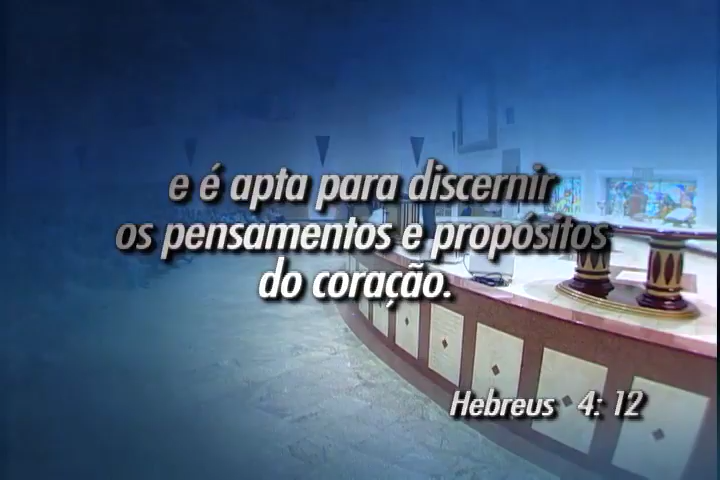 e é apta para discernir
os pensamentos e propósitos
do coração.
Hebreus 4: 12